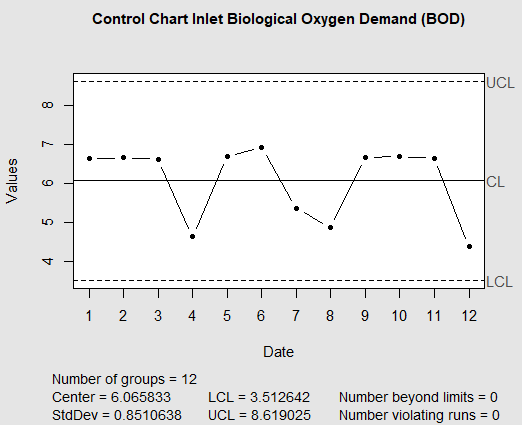 Control Chart Inlet Biological Oxygen Demand (BOD)
UCL
8
7
6
CL
5
4
LCL
Values
1 2 3 4 5 6 7 8 9 10 11 12
Date
Number of groups = 12
Center = 6.065833 LCL = 3.512642 Number beyond limits = 0
StdDev = 0.8510638 UCL = 8.619025 Number violating runs = 0